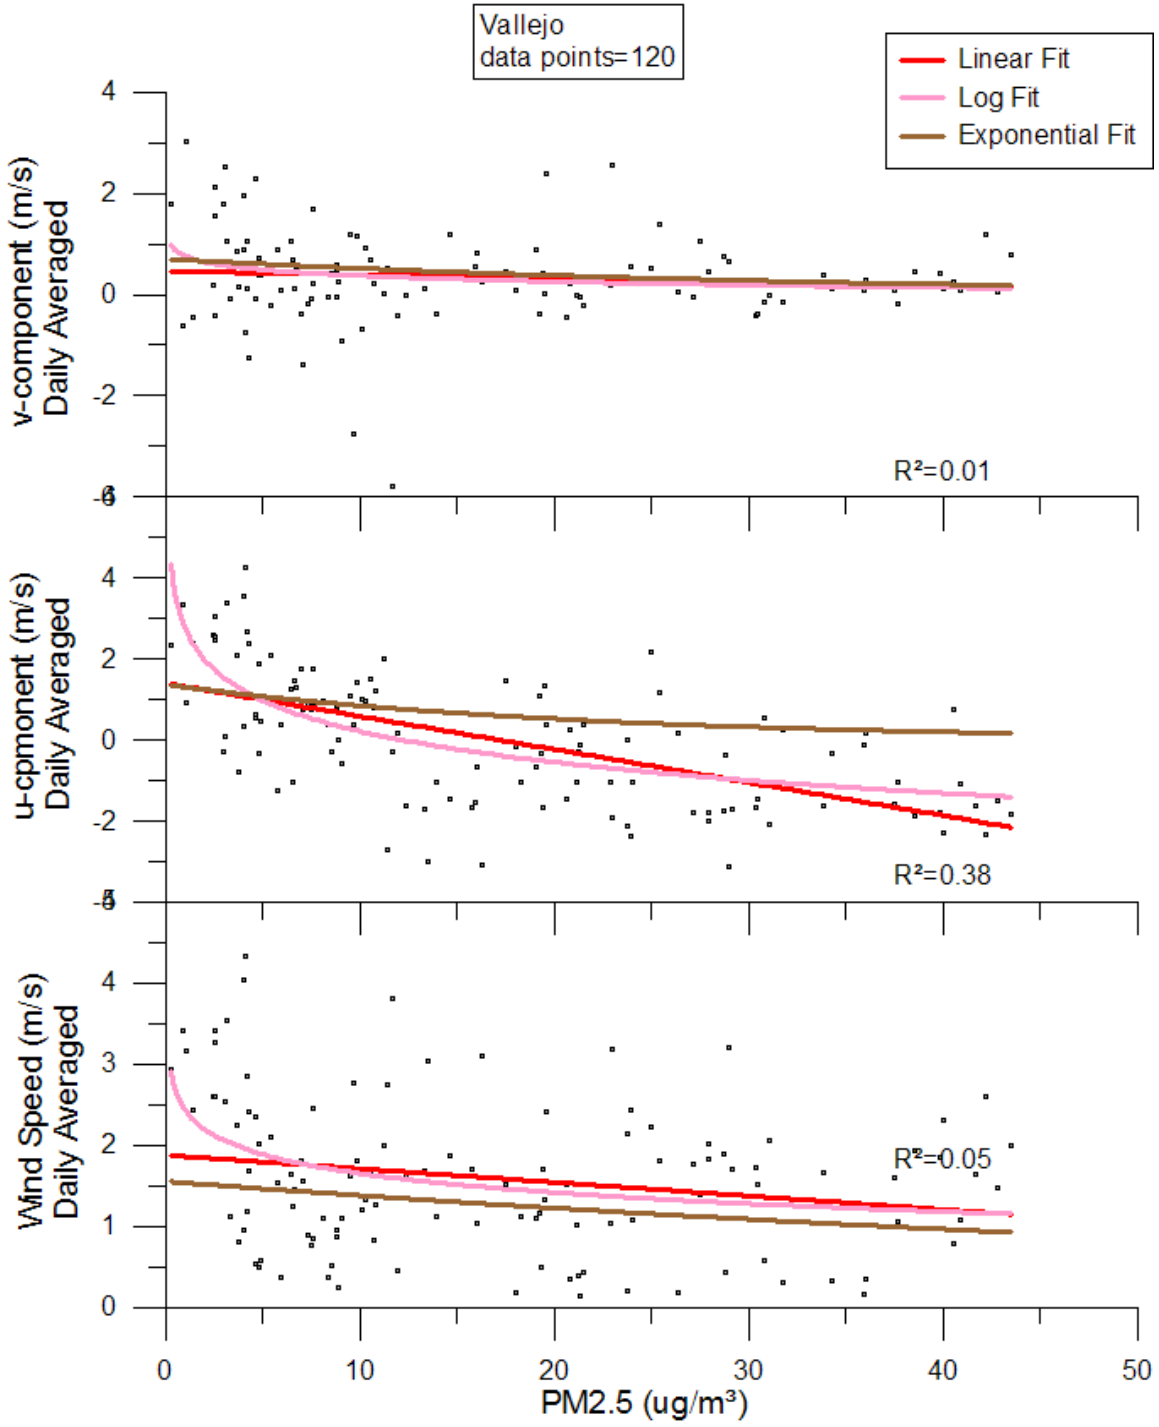 Vallejo
data points=120
Linear Fit
Log Fit
Exponential Fit
4
2
0
-2
v-component (m/s)
Daily Averaged
R²=0.01
4
2
0
-2
u-cpmonent (m/s)
Daily Averaged
R²=0.38
4
3
2
1
0
Wind Speed (m/s)
Daily Averaged
R²=0.05
0 10 20 30 40 50
PM2.5 (ug/m³)